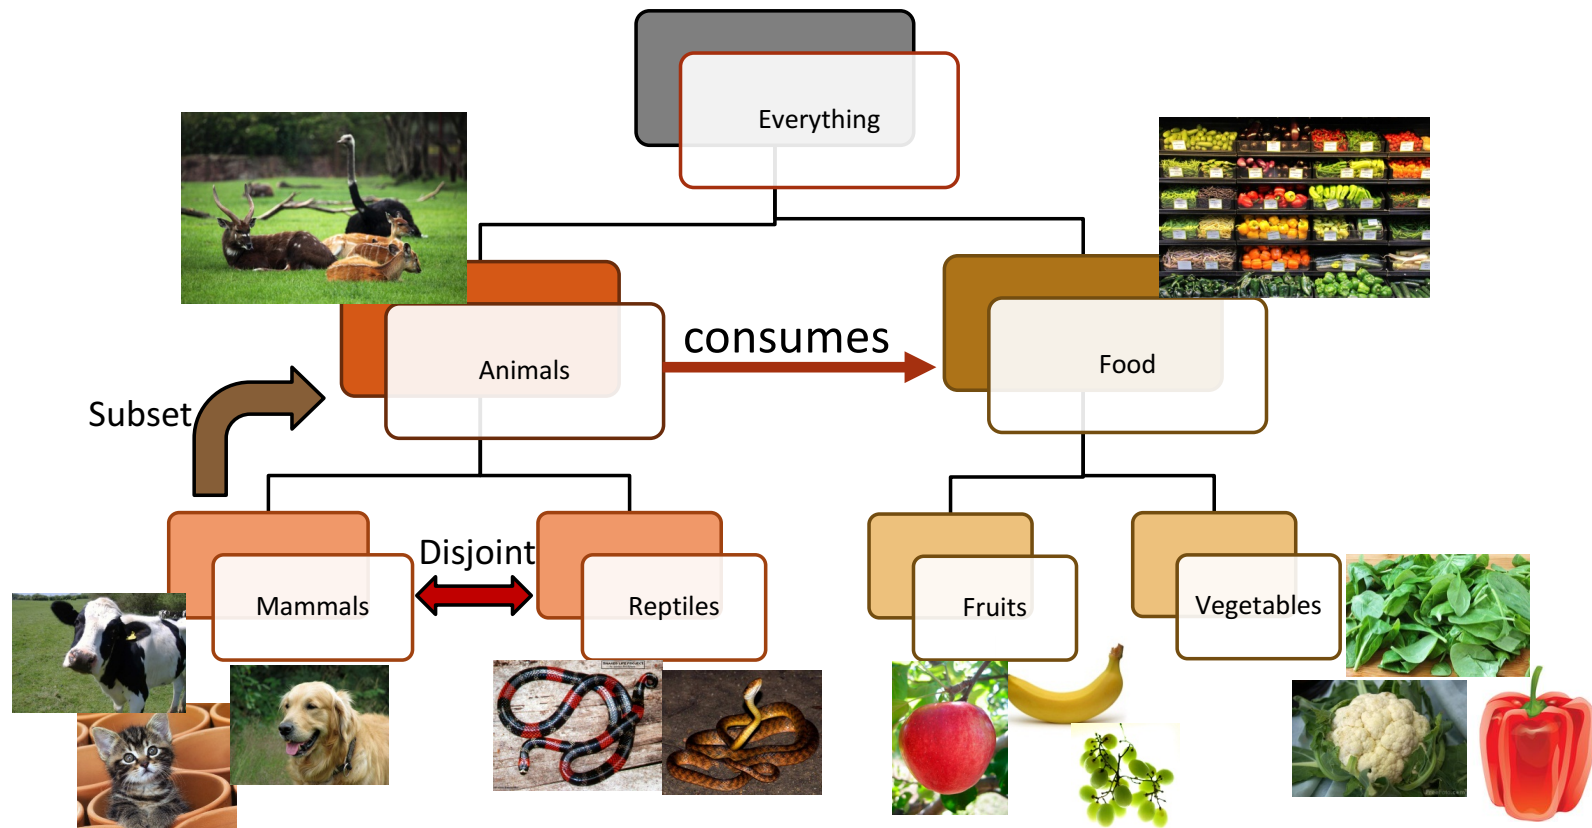 Everything
consumes
Animals
Food
Subset
Disjoint
Mammals
Reptiles
Fruits
Vegetables